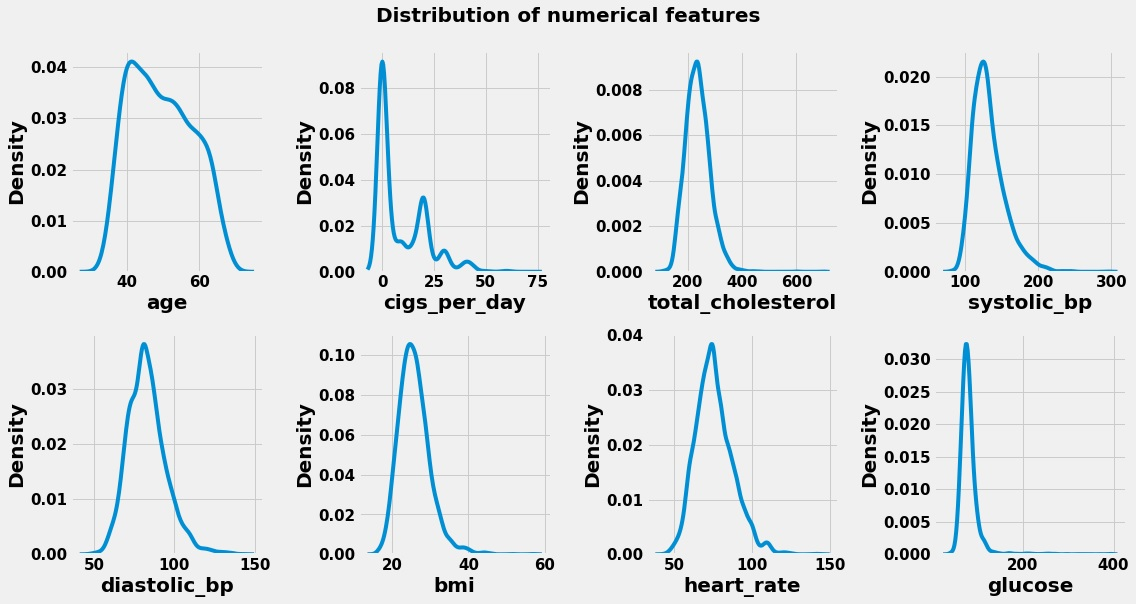 Distribution of numerical features
Density
0.04
0.03
0.02
0.01
0.00
40 60
age
Density
0.08
0.06
0.04
0.02
0.00
0 25 50 75
cigs_per_day
Density
0.008
0.006
0.004
0.002
0.000
200 400 600
total_cholesterol
Density
0.020
0.015
0.010
0.005
0.000
100 200 300
systolic_bp
Density
0.03
0.02
0.01
0.00
50 100 150
diastolic_bp
Density
0.10
0.08
0.06
0.04
0.02
0.00
20 40 60
bmi
Density
0.04
0.03
0.02
0.01
0.00
50 100 150
heart_rate
Density
0.030
0.025
0.020
0.015
0.010
0.005
0.000
200 400
glucose